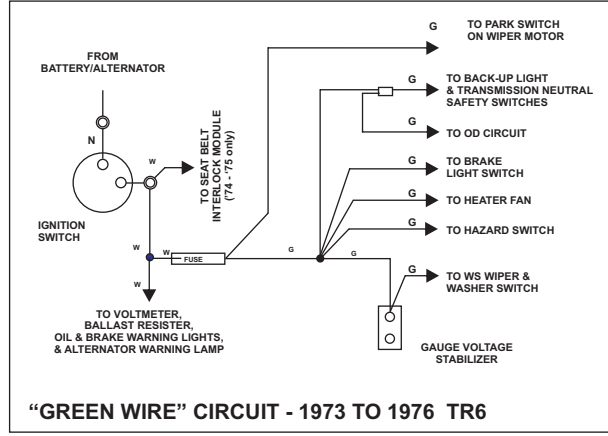 FROM
BATTERY/ALTERNATOR
N
IGNITION
SWITCH
W
W
W
W
TO SEAT BELT
INTERLOCK MODULE
('74 - '75 only)
FUSE
TO VOLTMETER,
BALLAST RESISTER,
OIL & BRAKE WARNING LIGHTS,
& ALTERNATOR WARNING LAMP
G
G
G
TO PARK SWITCH
ON WIPER MOTOR
G
TO BACK-UP LIGHT
& TRANSMISSION NEUTRAL
SAFETY SWITCHES
G
TO OD CIRCUIT
G
TO BRAKE
LIGHT SWITCH
G
TO HEATER FAN
G
TO HAZARD SWITCH
G
TO WS WIPER &
WASHER SWITCH
GAUGE VOLTAGE
STABILIZER
“GREEN WIRE” CIRCUIT - 1973 TO 1976 TR6